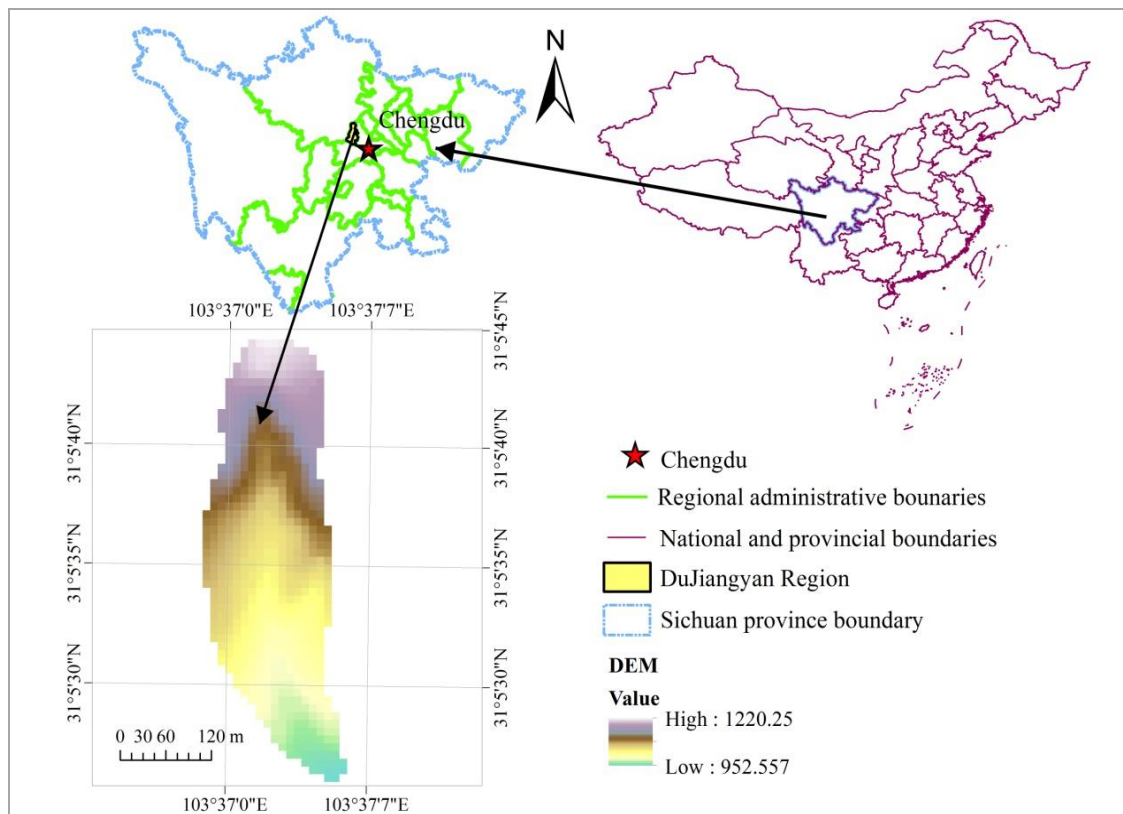 N
Chengdu
103°37'0"E
103°37'7"E
31°5'45"N
31°5'40"N
31°5'40"N
31°5'35"N
31°5'35"N
31°5'30"N
31°5'30"N
0 30 60 120 m
103°37'0"E
103°37'7"E
Chengdu
Regional administrative bounaries
National and provincial boundaries
DuJiangyan Region
Sichuan province boundary
DEM
Value
High : 1220.25
Low : 952.557